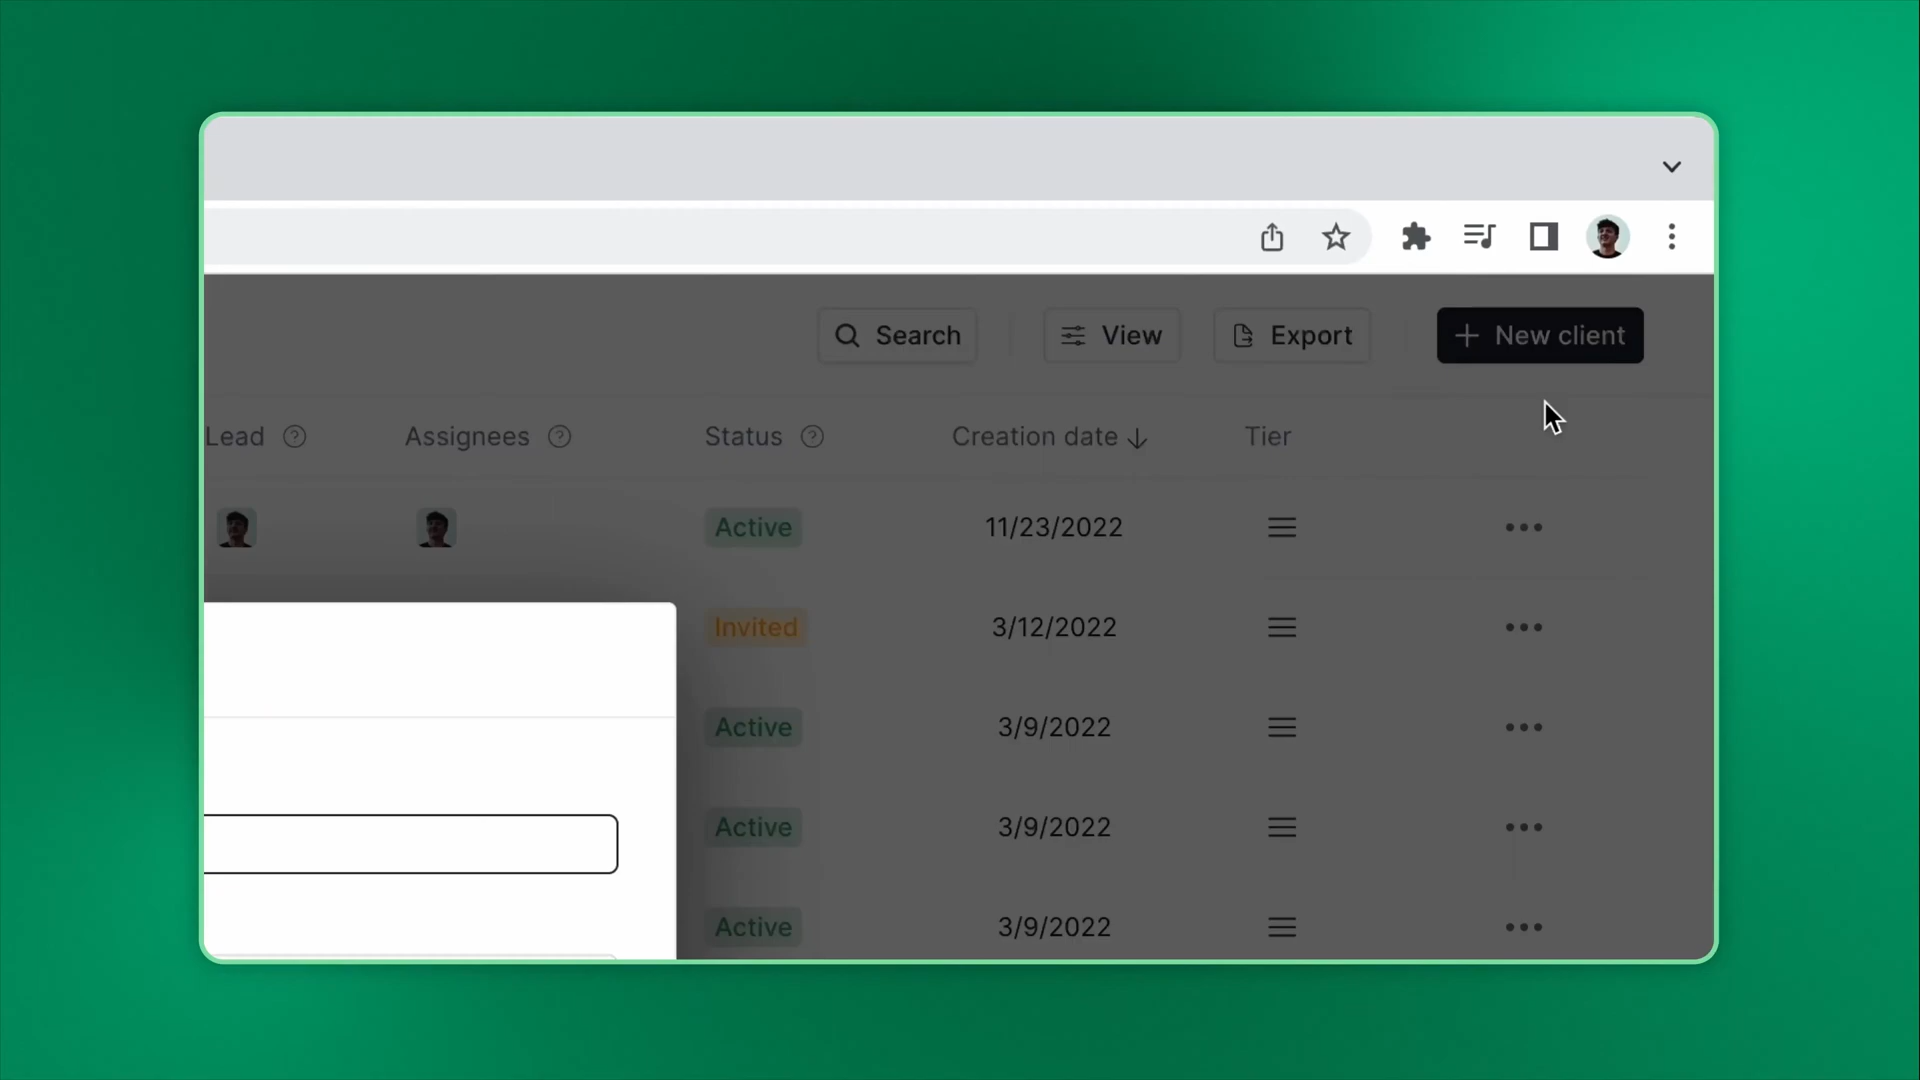 Search View Export + New client
Lead Assignees Status Creation date Tier
Active 11/23/2022
Invited 3/12/2022
Active 3/9/2022
Active 3/9/2022
Active 3/9/2022